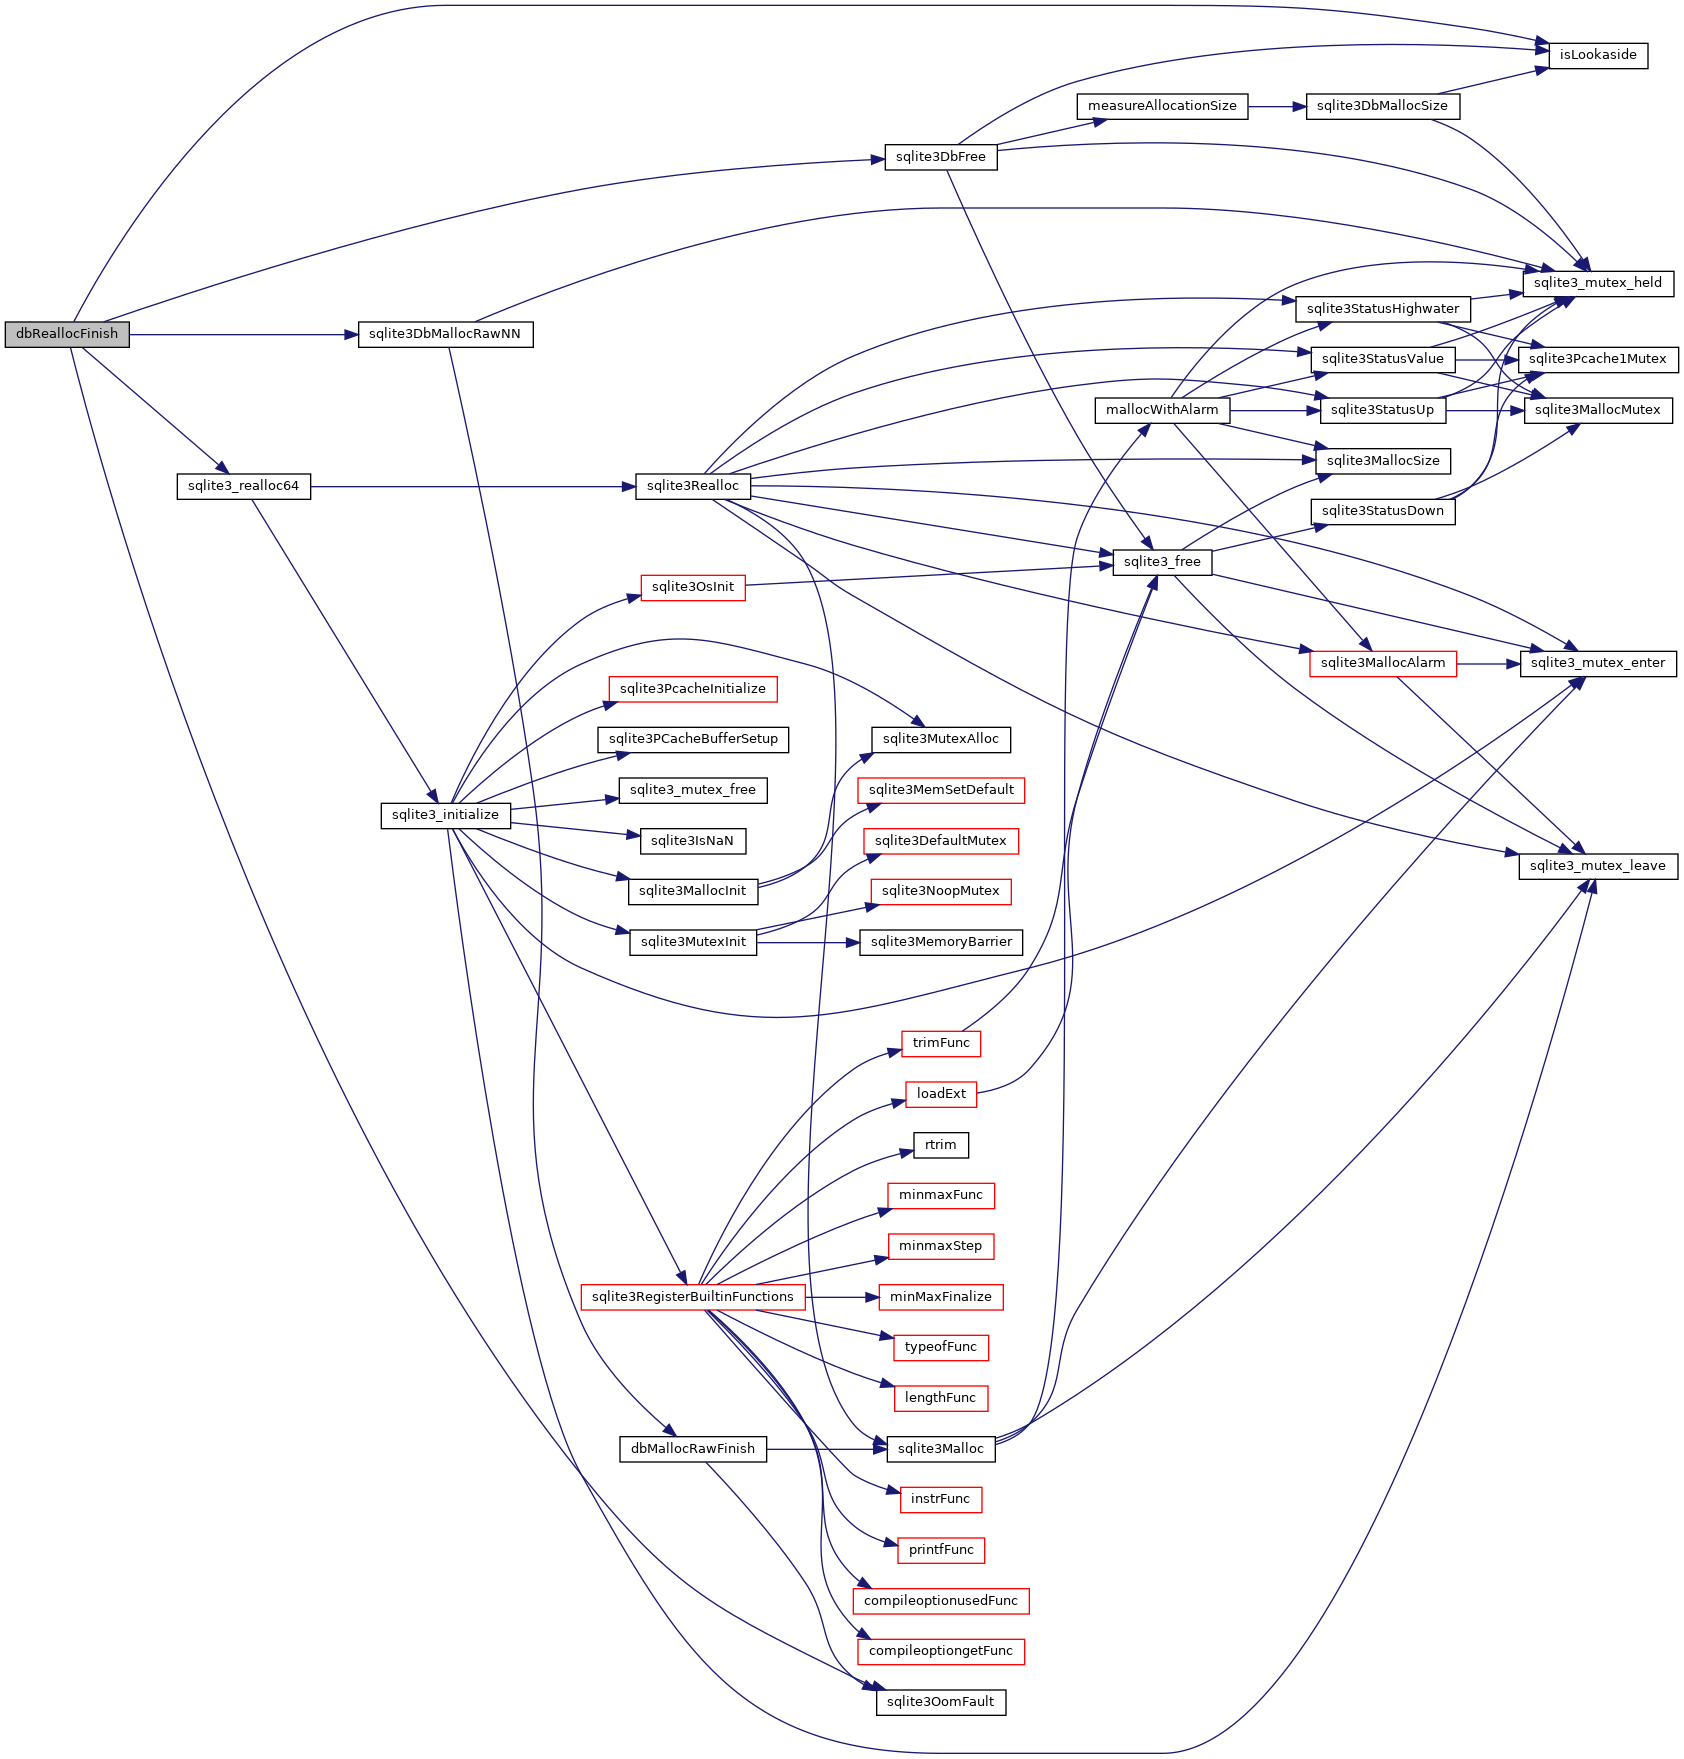 isLookaside
measureAllocationSize
sqlite3DbMallocSize
sqlite3DbFree
sqlite3_mutex_held
sqlite3StatusHighwater
dbReallocFinish
sqlite3DbMallocRawNN
sqlite3StatusValue
sqlite3Pcache1Mutex
mallocWithAlarm
sqlite3StatusUp
sqlite3MallocMutex
sqlite3MallocSize
sqlite3_realloc64
sqlite3Realloc
sqlite3StatusDown
sqlite3_free
sqlite3OsInit
sqlite3MallocAlarm
sqlite3_mutex_enter
sqlite3PcacheInitialize
sqlite3PCacheBufferSetup
sqlite3MutexAlloc
sqlite3_mutex_free
sqlite3MemSetDefault
sqlite3_initialize
sqlite3IsNaN
sqlite3DefaultMutex
sqlite3_mutex_leave
sqlite3MallocInit
sqlite3NoopMutex
sqlite3MutexInit
sqlite3MemoryBarrier
trimFunc
loadExt
rtrim
minmaxFunc
minmaxStep
sqlite3RegisterBuiltinFunctions
minMaxFinalize
typeofFunc
lengthFunc
dbMallocRawFinish
sqlite3Malloc
instrFunc
printfFunc
compileoptionusedFunc
compileoptiongetFunc
sqlite3OomFault